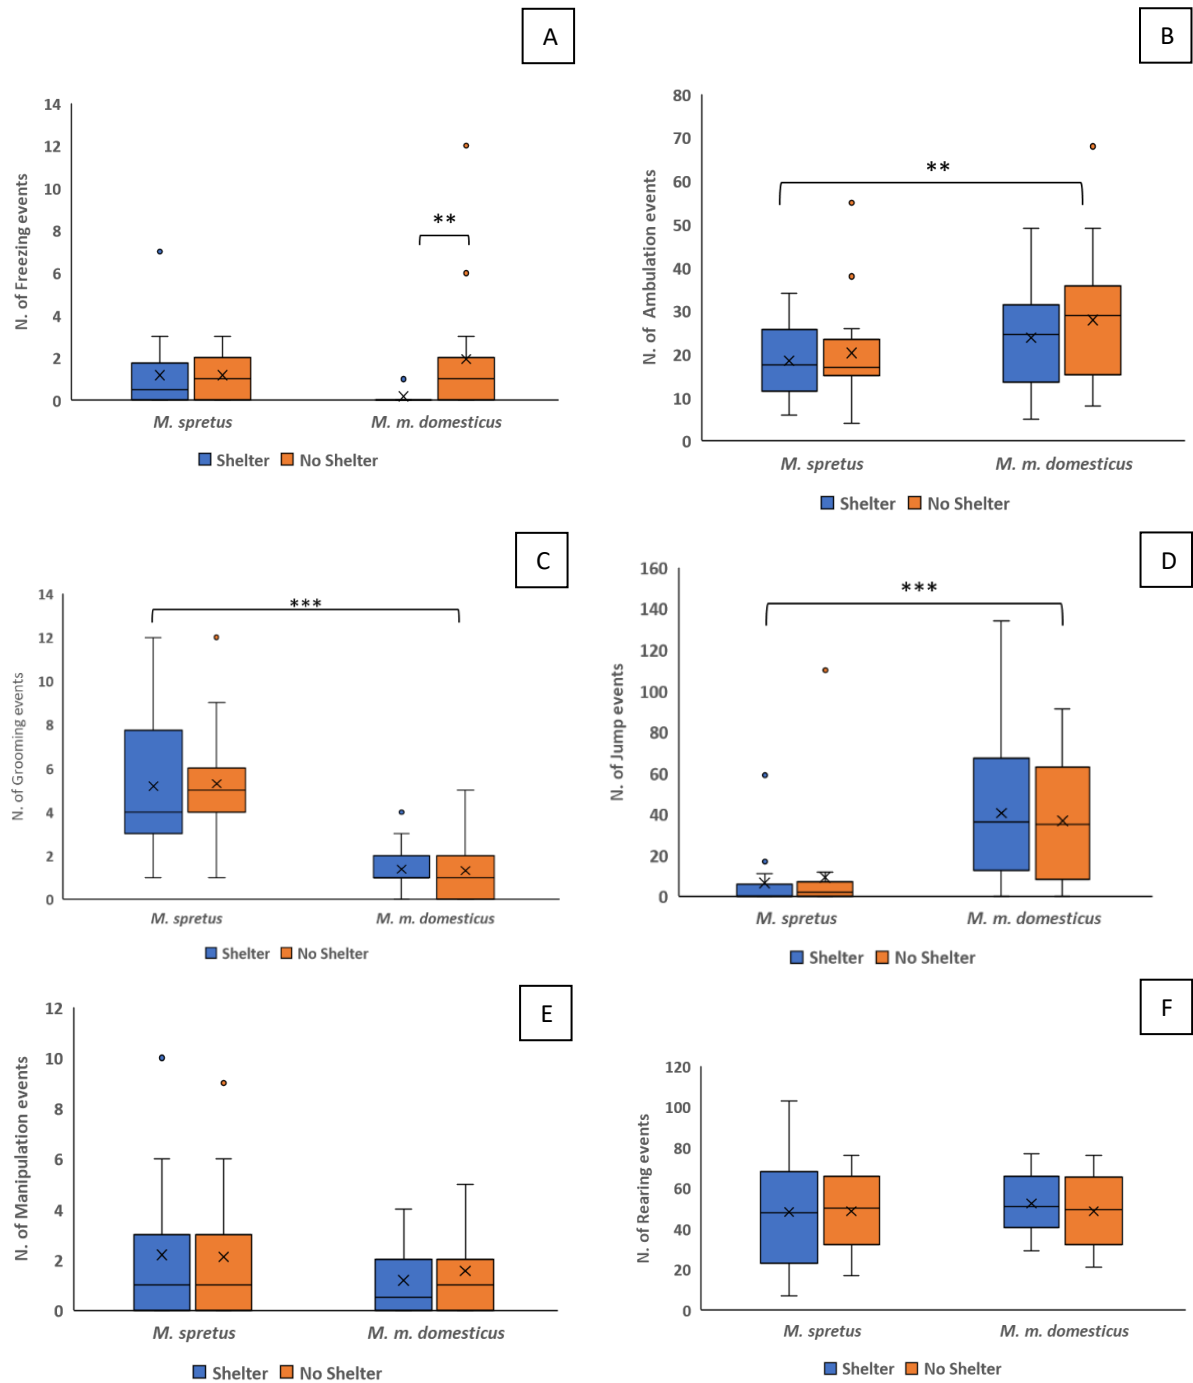 A
14
12
10
8
6
4
2
0
N. of Freezing events
**
M. spretus M. m. domesticus
Shelter No Shelter
B
80
70
60
50
40
30
20
10
0
N. of Ambulation events
**
M. spretus M. m. domesticus
Shelter No Shelter
C
14
12
10
8
6
4
2
0
N. of Grooming events
***
M. spretus M. m. domesticus
Shelter No Shelter
D
160
140
120
100
80
60
40
20
0
N. of Jump events
***
M. spretus M. m. domesticus
Shelter No Shelter
E
12
10
8
6
4
2
0
N. of Manipulation events
M. spretus M. m. domesticus
Shelter No Shelter
F
120
100
80
60
40
20
0
N. of Rearing events
M. spretus M. m. domesticus
Shelter No Shelter